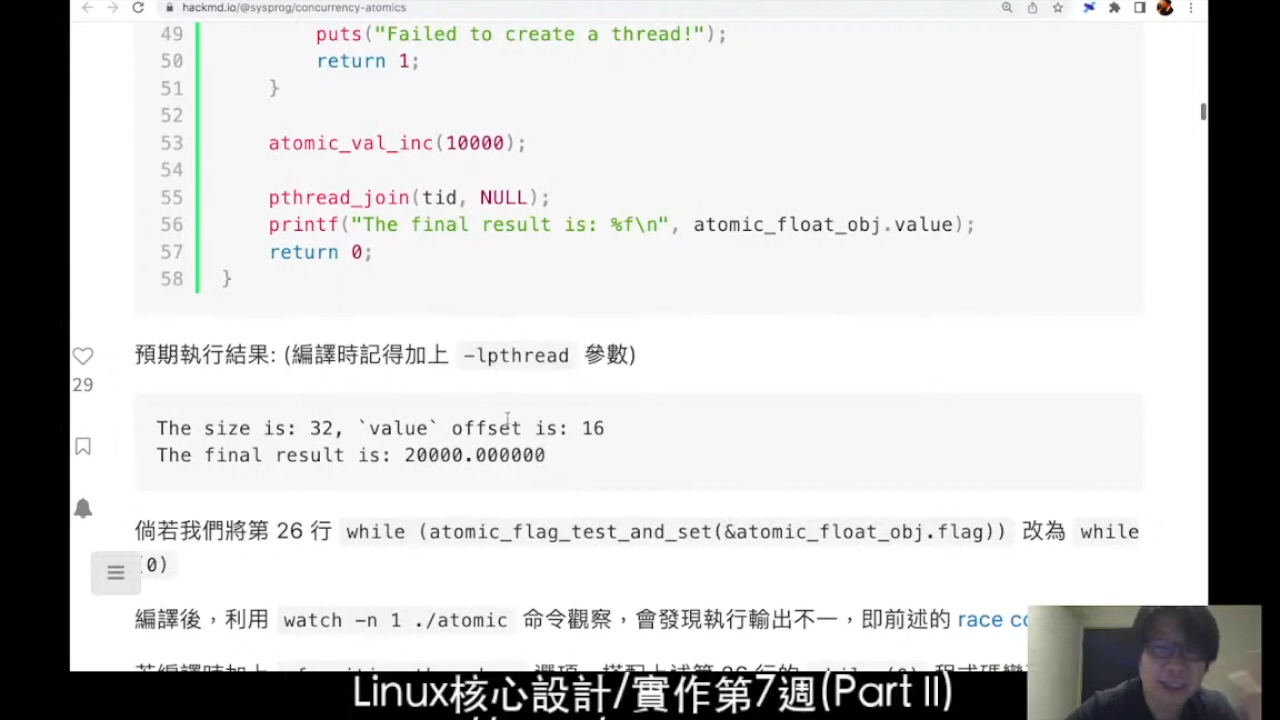 hackmd.io/@sysprog/concurrency-atomics
49 puts("Failed to create a thread!");
50 return 1;
51 }
52
53 atomic_val_inc(10000);
54
55 pthread_join(tid, NULL);
56 printf("The final result is: %f\n", atomic_float_obj.value);
57 return 0;
58 }
預期執行結果: (編譯時記得加上 -lpthread 參數)
29
The size is: 32, `value` offset is: 16
The final result is: 20000.000000
倘若我們將第 26 行 while (atomic_flag_test_and_set(&atomic_float_obj.flag)) 改為 while
(0)
編譯後，利用 watch -n 1 ./atomic 命令觀察，會發現執行輸出不一，即前述的 race
Linux核心設計/實作第7週(Part II)